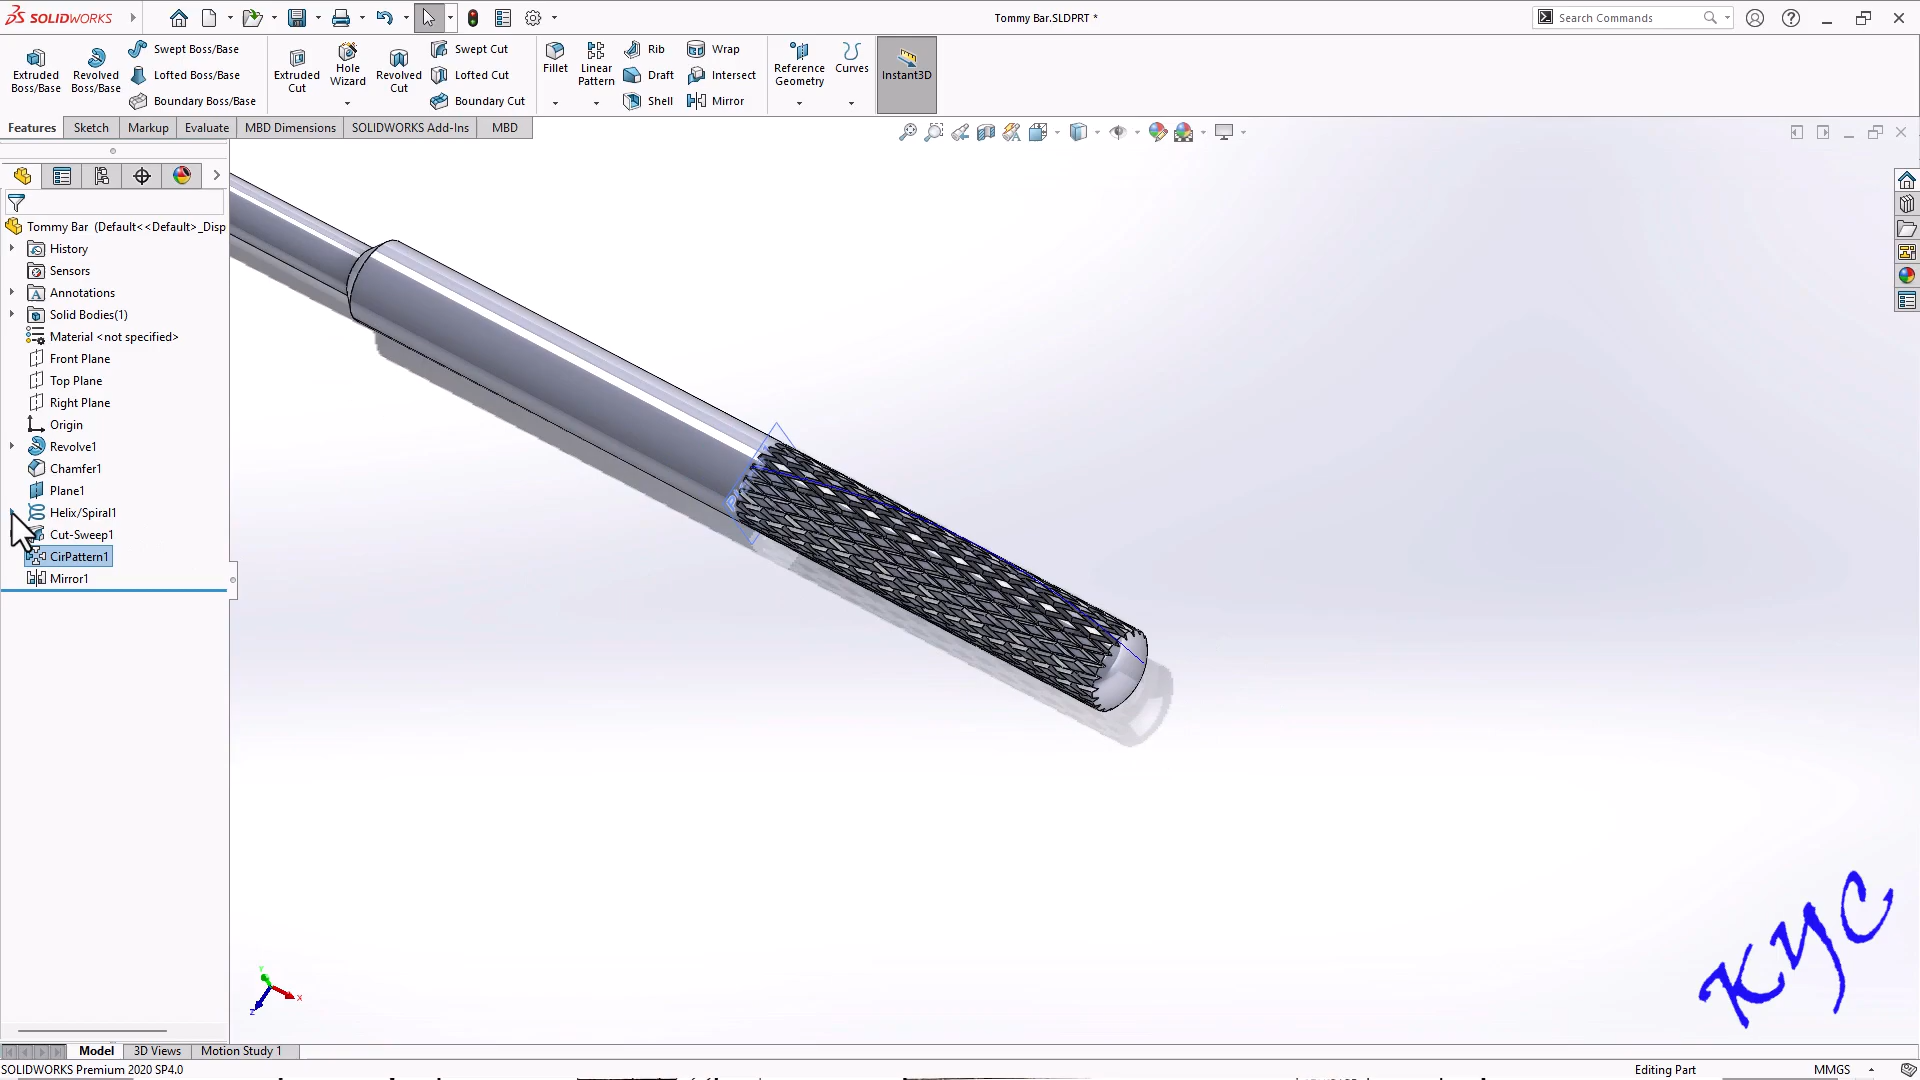 SOLIDWORKS
Tommy Bar.SLDPRT *
Search Commands
Extruded Boss/Base
Revolved Boss/Base
Swept Boss/Base
Lofted Boss/Base
Boundary Boss/Base
Extruded Cut
Hole Wizard
Revolved Cut
Swept Cut
Lofted Cut
Boundary Cut
Fillet
Linear Pattern
Rib
Draft
Shell
Wrap
Intersect
Mirror
Reference Geometry
Curves
Instant3D
Features
Sketch
Markup
Evaluate
MBD Dimensions
SOLIDWORKS Add-Ins
MBD
Tommy Bar (Default<<Default>_Disp
History
Sensors
Annotations
Solid Bodies(1)
Material <not specified>
Front Plane
Top Plane
Right Plane
Origin
Revolve1
Chamfer1
Plane1
Helix/Spiral1
Cut-Sweep1
CirPattern1
Mirror1
KYC
Y
X
Z
Model
3D Views
Motion Study 1
SOLIDWORKS Premium 2020 SP4.0
Editing Part
MMGS